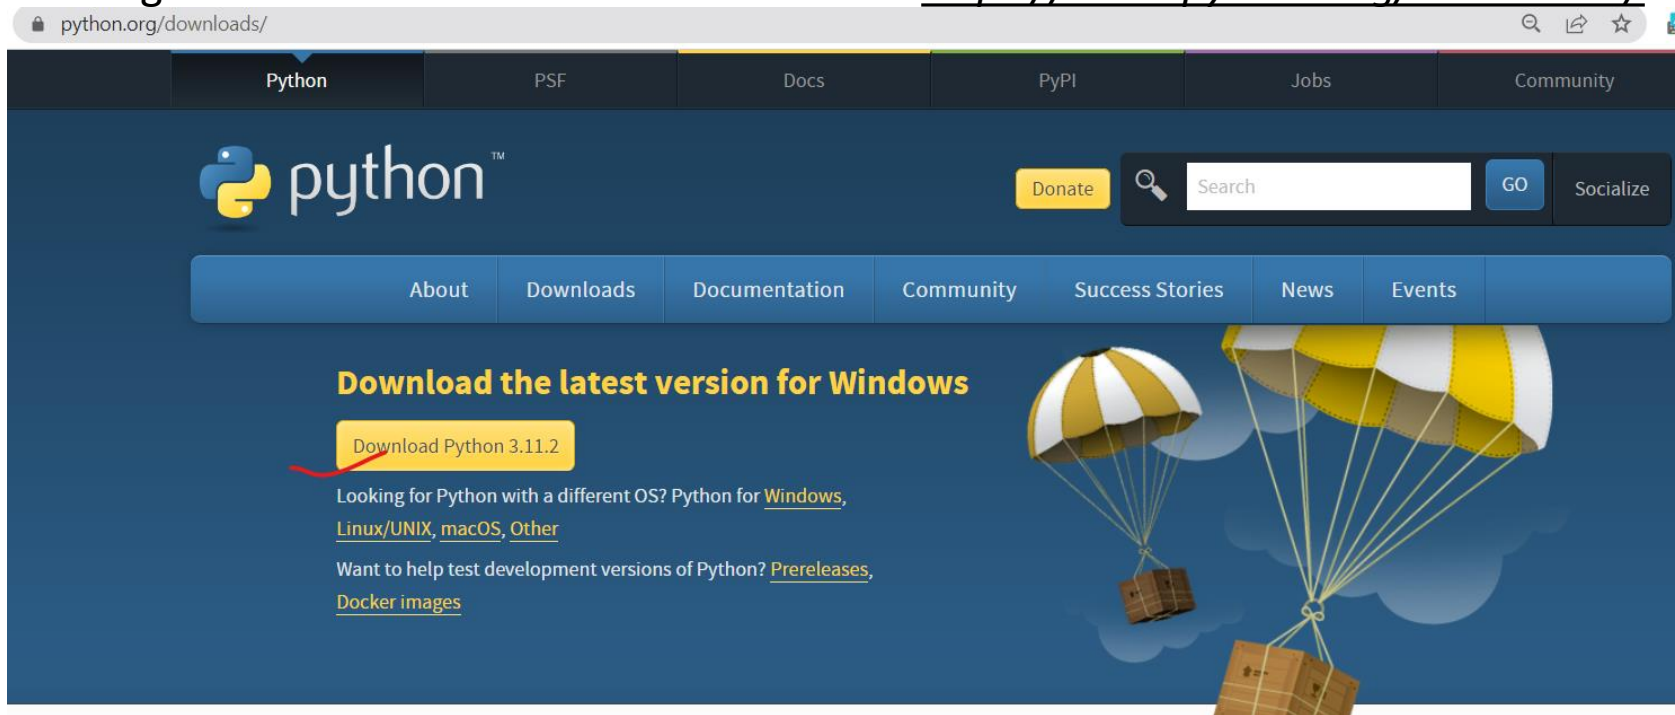 python.org/downloads/
Python PSF Docs PyPI Jobs Community
python™
Donate Search GO Socialize
About Downloads Documentation Community Success Stories News Events
Download the latest version for Windows
Download Python 3.11.2
Looking for Python with a different OS? Python for Windows,
Linux/UNIX, macOS, Other
Want to help test development versions of Python? Prereleases,
Docker images